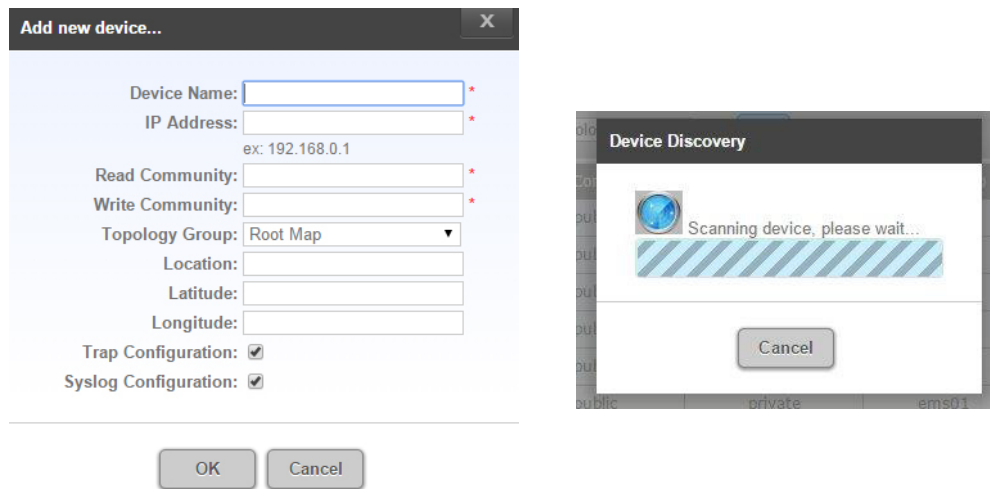 Add new device...
X
Device Name:
*
IP Address:
*
ex: 192.168.0.1
Read Community:
*
Write Community:
*
Topology Group: Root Map
Location:
Latitude:
Longitude:
Trap Configuration:
Syslog Configuration:
OK Cancel
Device Discovery
Scanning device, please wait...
Cancel
public private ems01